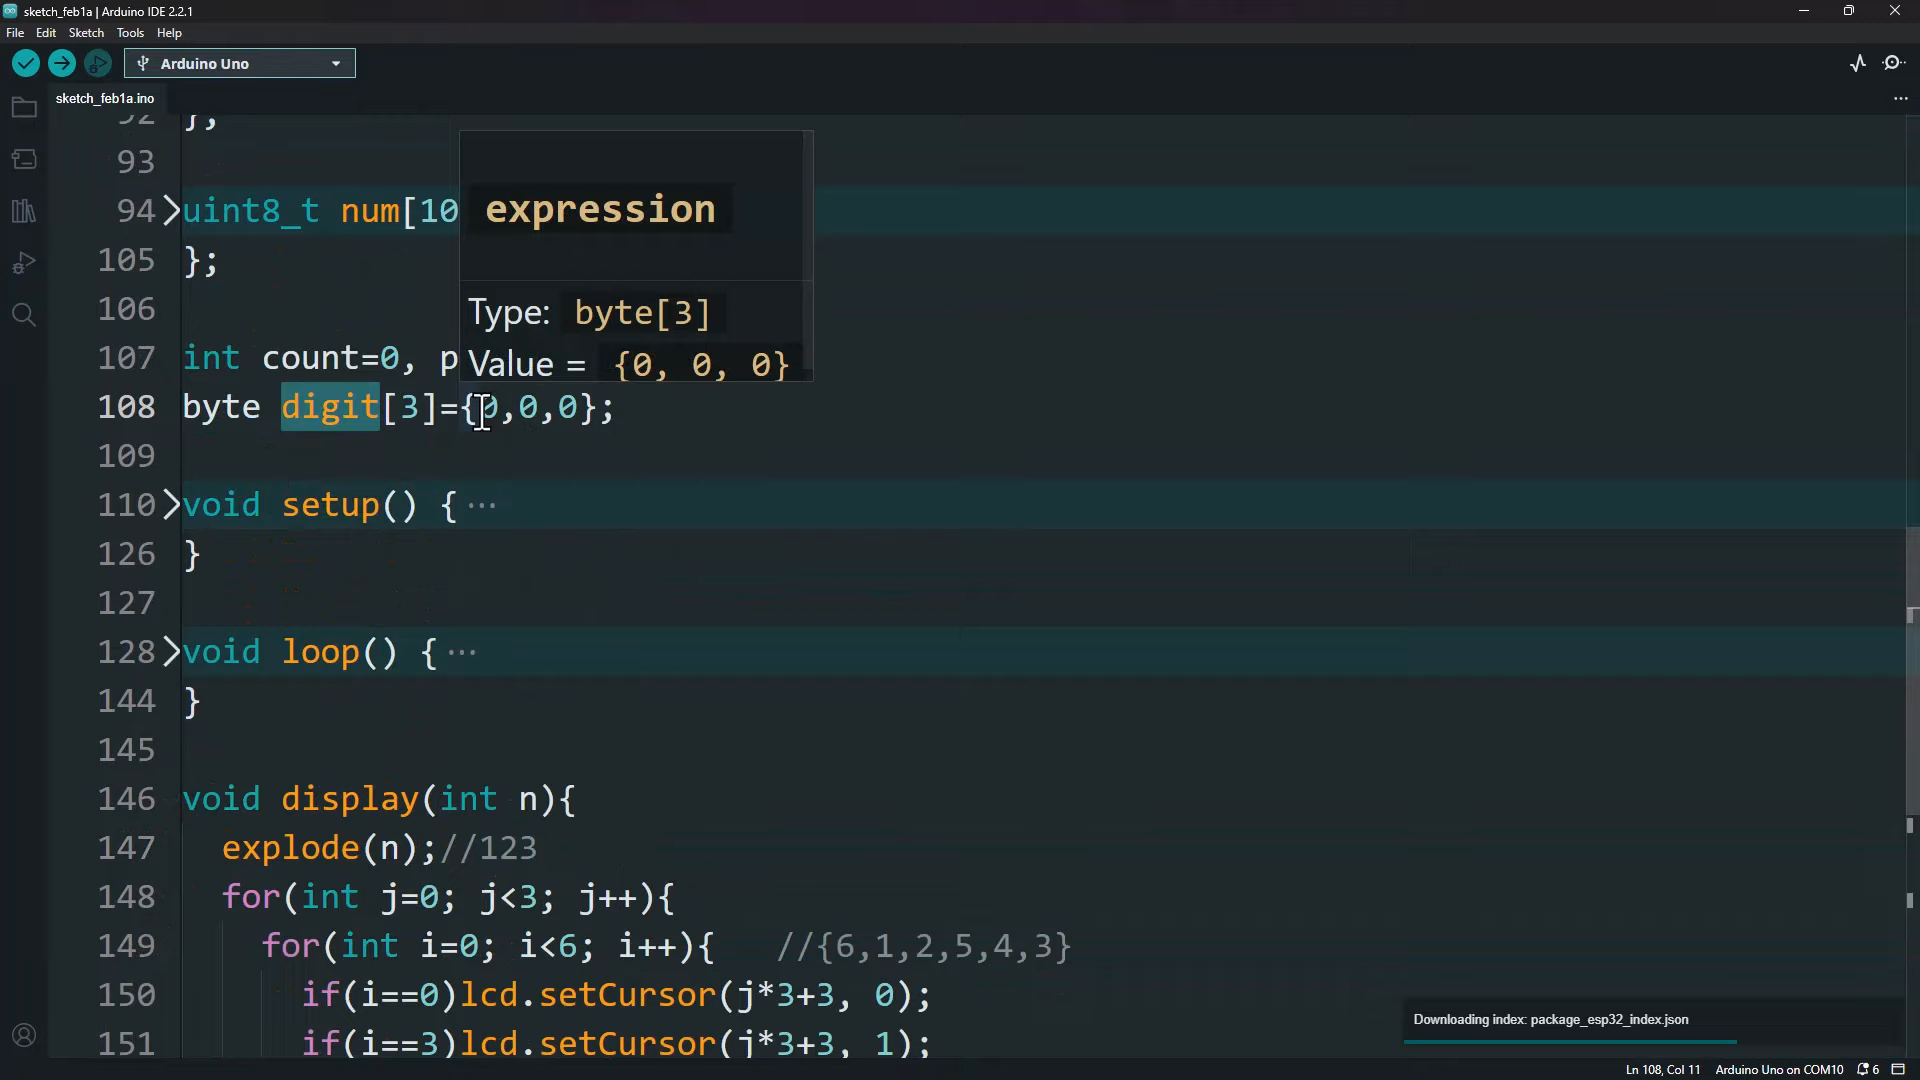 sketch_feb1a | Arduino IDE 2.2.1
File Edit Sketch Tools Help
Arduino Uno
sketch_feb1a.ino
92 };
93
94 uint8_t num[10
105 };
106
107 int count=0, p
108 byte digit[3]={0,0,0};
109
110 void setup() { ...
126 }
127
128 void loop() { ...
144 }
145
146 void display(int n){
147 explode(n);//123
148 for(int j=0; j<3; j++){
149 for(int i=0; i<6; i++){ //{6,1,2,5,4,3}
150 if(i==0)lcd.setCursor(j*3+3, 0);
151 if(i==3)lcd.setCursor(j*3+3, 1);
expression
Type: byte[3]
Value = {0, 0, 0}
Downloading index: package_esp32_index.json
Ln 108, Col 11 Arduino Uno on COM10 6